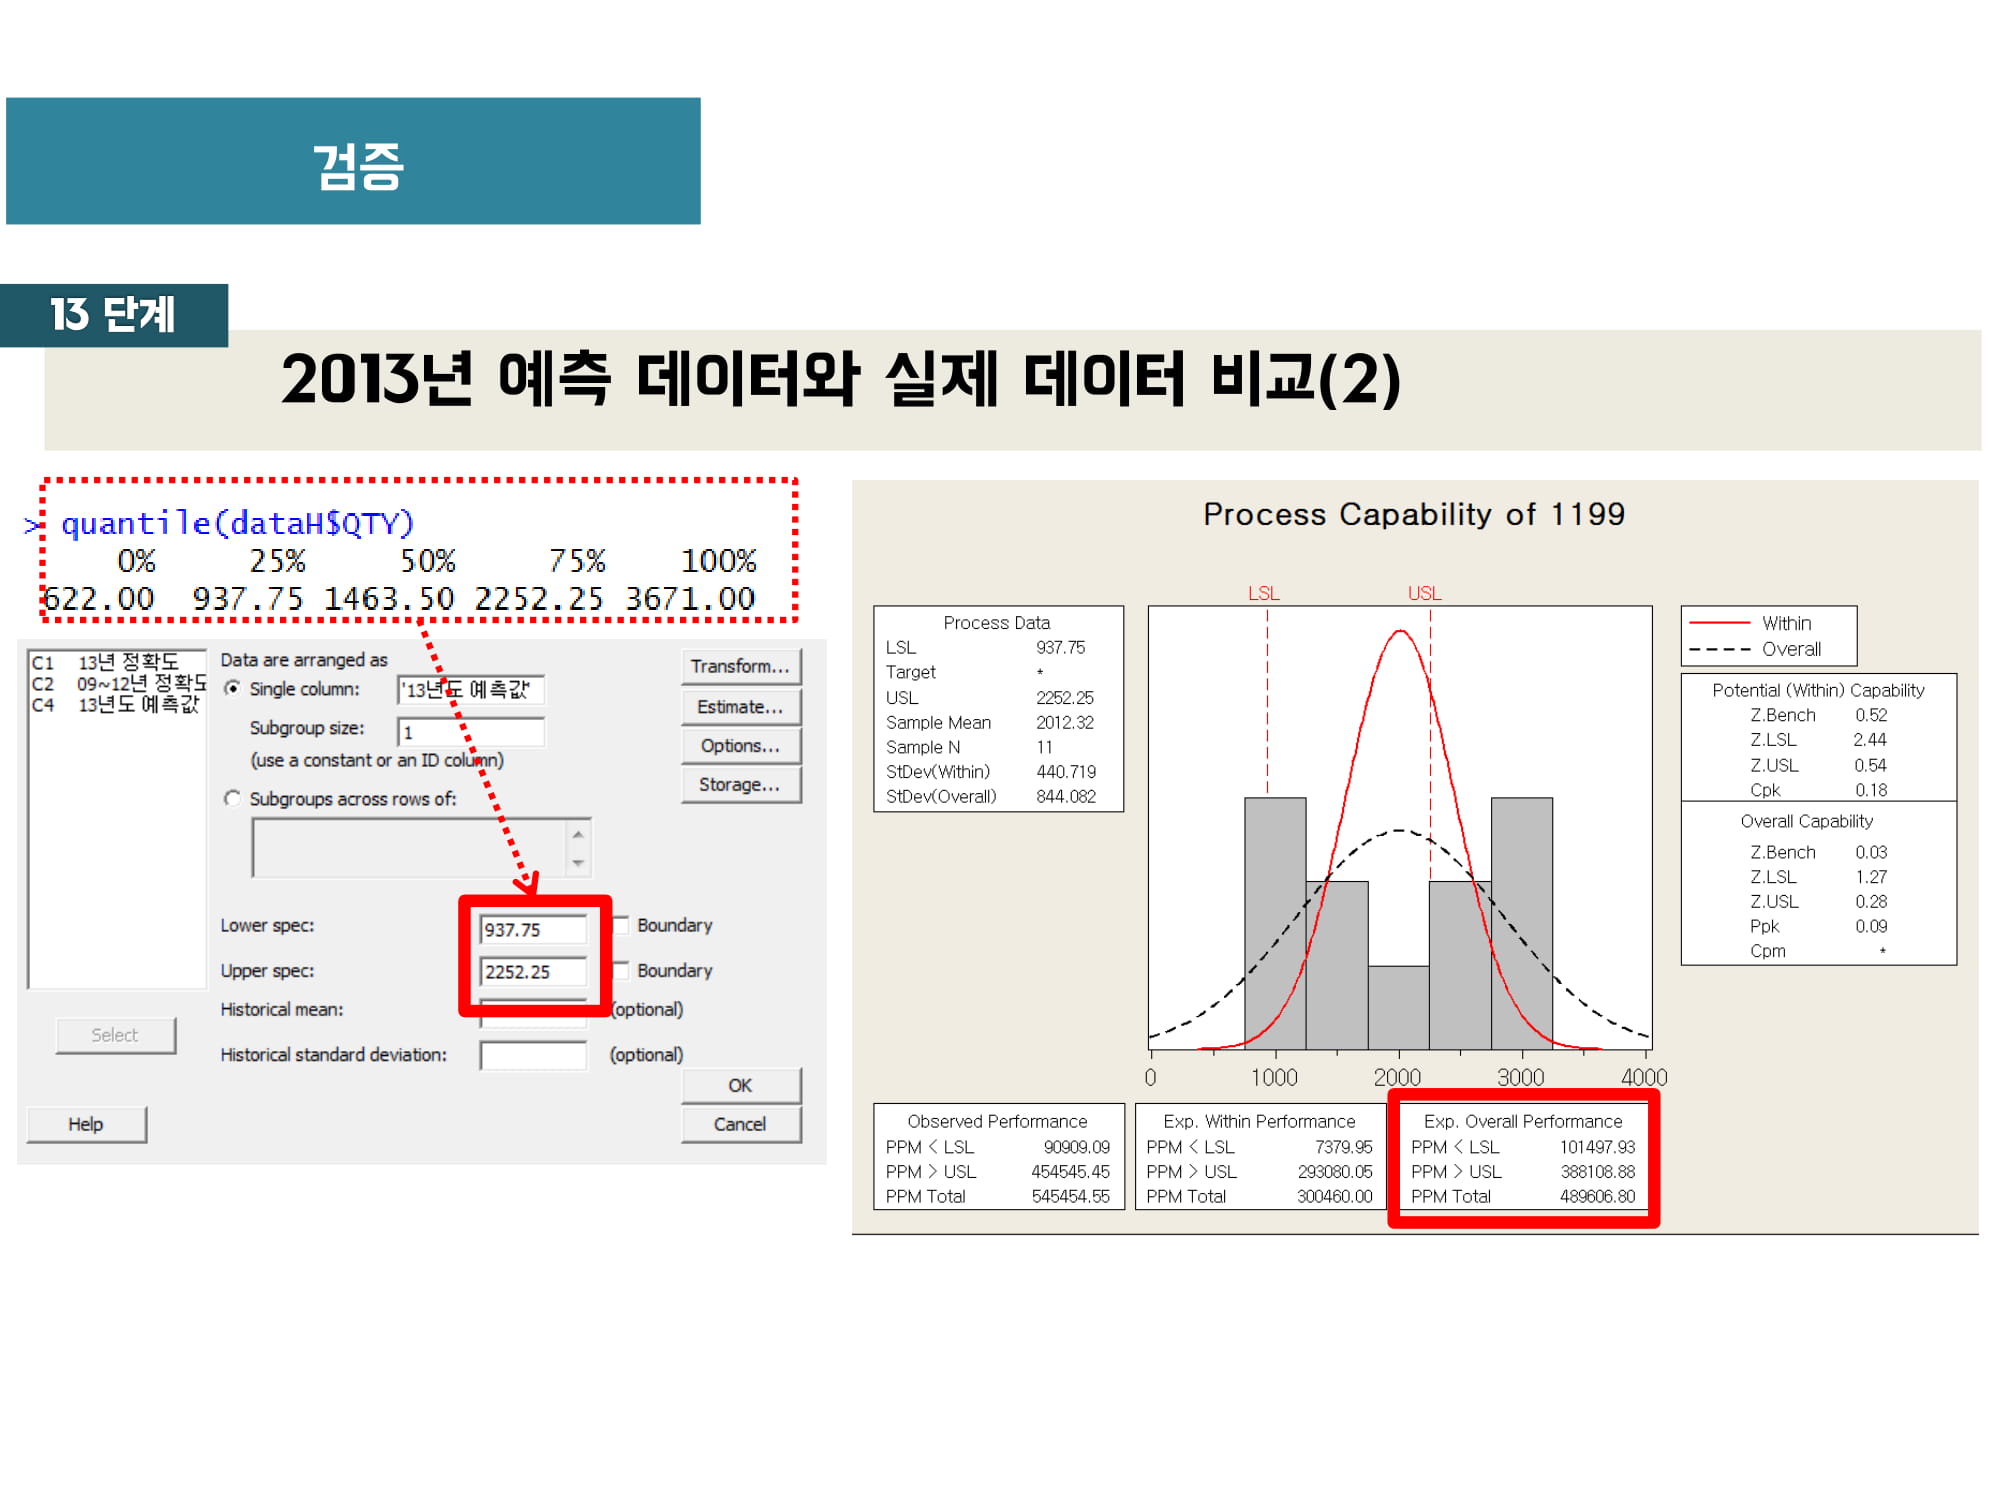 검증
13 단계
2013년 예측 데이터와 실제 데이터 비교(2)
> quantile(dataH$QTY)
0% 25% 50% 75% 100%
622.00 937.75 1463.50 2252.25 3671.00
C1 13년 정확도
C2 09~12년 정확도
C4 13년도 예측값
Data are arranged as
Single column: '13년도 예측값'
Subgroup size: 1
(use a constant or an ID column)
Subgroups across rows of:
Transform...
Estimate...
Options...
Storage...
Lower spec: 937.75 Boundary
Upper spec: 2252.25 Boundary
Historical mean: (optional)
Historical standard deviation: (optional)
Select
OK
Help
Cancel
Process Capability of 1199
LSL USL
Process Data
LSL 937.75
Target *
USL 2252.25
Sample Mean 2012.32
Sample N 11
StDev(Within) 440.719
StDev(Overall) 844.082
Within
Overall
Potential (Within) Capability
Z.Bench 0.52
Z.LSL 2.44
Z.USL 0.54
Cpk 0.18
Overall Capability
Z.Bench 0.03
Z.LSL 1.27
Z.USL 0.28
Ppk 0.09
Cpm *
0 1000 2000 3000 4000
Observed Performance
PPM < LSL 90909.09
PPM > USL 454545.45
PPM Total 545454.55
Exp. Within Performance
PPM < LSL 7379.95
PPM > USL 293080.05
PPM Total 300460.00
Exp. Overall Performance
PPM < LSL 101497.93
PPM > USL 388108.88
PPM Total 489606.80